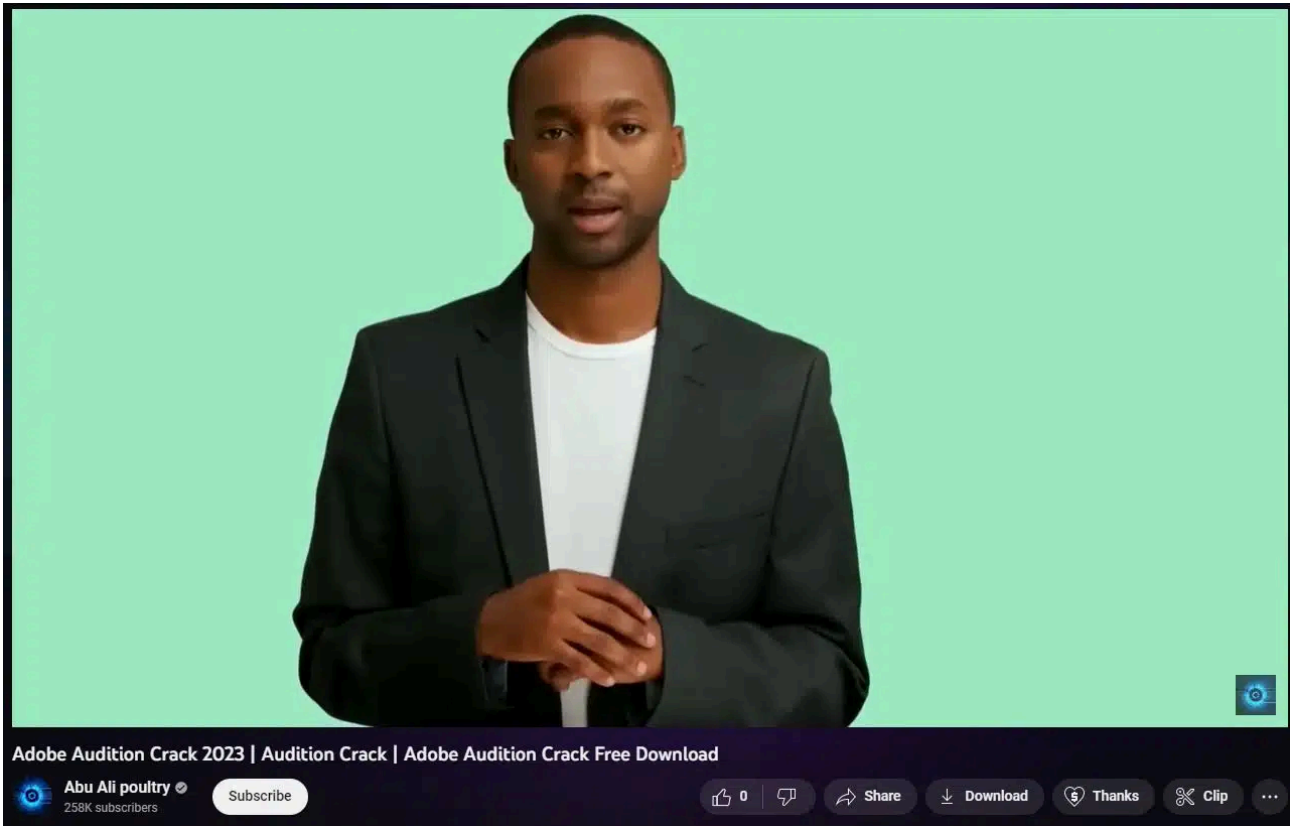 Adobe Audition Crack 2023 | Audition Crack | Adobe Audition Crack Free Download
Abu Ali poultry
258K subscribers
Subscribe
0
Share
Download
Thanks
Clip